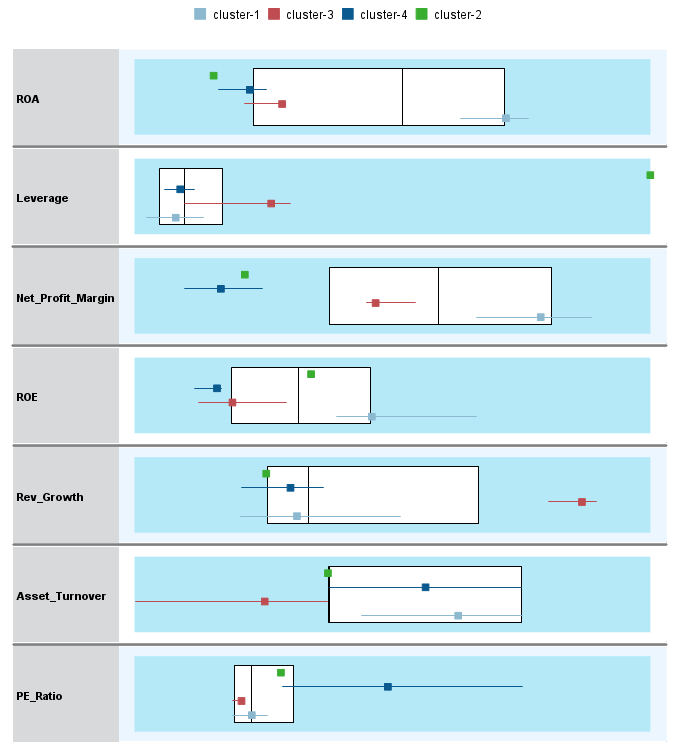 cluster-1 cluster-3 cluster-4 cluster-2
ROA
Leverage
Net_Profit_Margin
ROE
Rev_Growth
Asset_Turnover
PE_Ratio